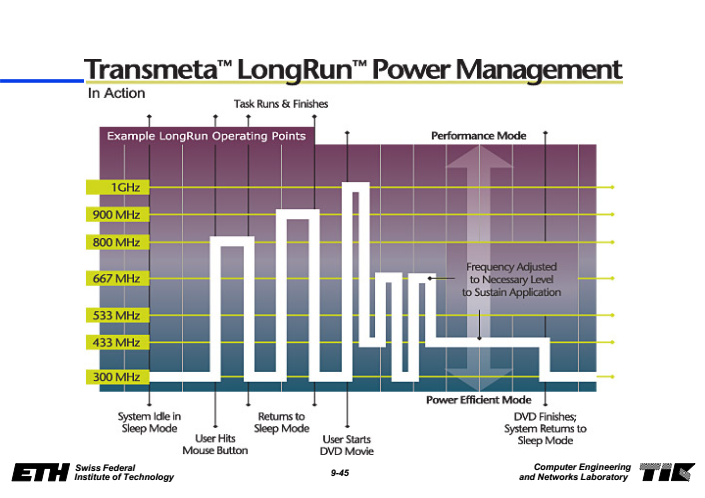 Transmeta™ LongRun™ Power Management
In Action
Task Runs & Finishes
Example LongRun Operating Points
Performance Mode
1GHz
900 MHz
800 MHz
667 MHz
533 MHz
433 MHz
300 MHz
Frequency Adjusted
to Necessary Level
to Sustain Application
Power Efficient Mode
System Idle in
Sleep Mode
User Hits
Mouse Button
Returns to
Sleep Mode
User Starts
DVD Movie
DVD Finishes;
System Returns to
Sleep Mode
ETH
Swiss Federal
Institute of Technology
9-45
Computer Engineering
and Networks Laboratory
TIK